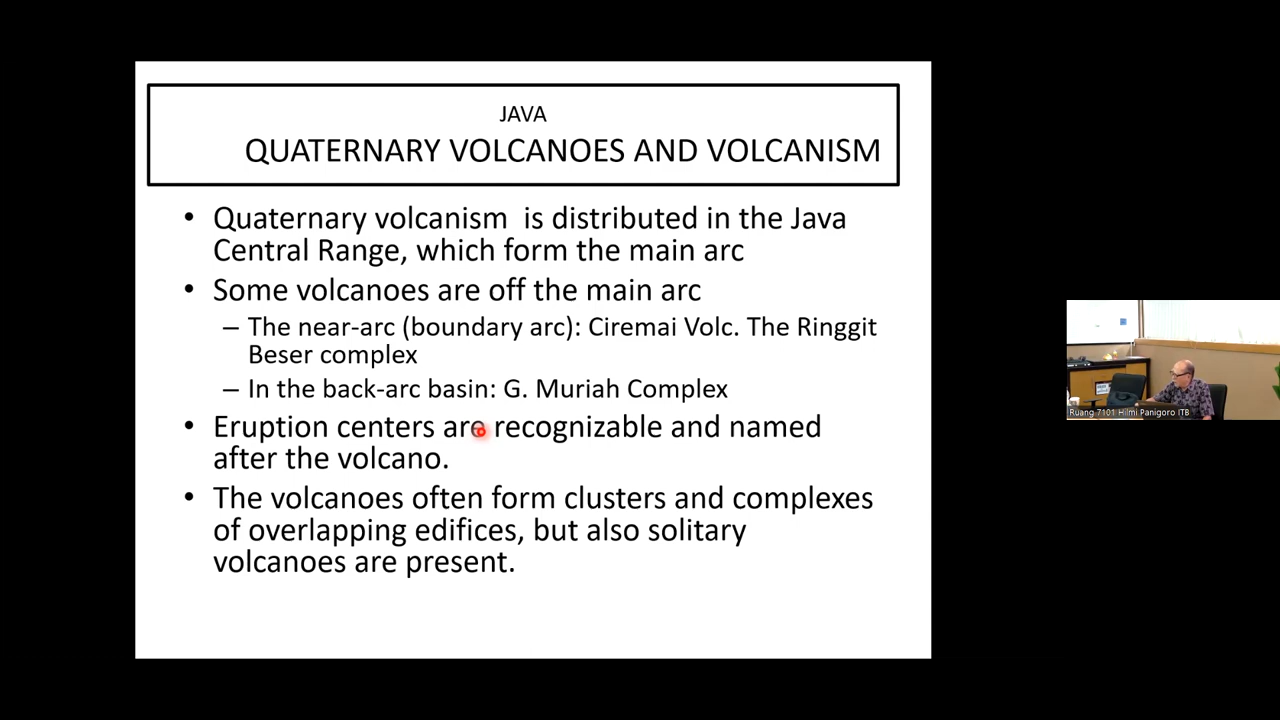 JAVA
QUATERNARY VOLCANOES AND VOLCANISM
• Quaternary volcanism  is distributed in the Java
Central Range, which form the main arc
• Some volcanoes are off the main arc
– The near-arc (boundary arc): Ciremai Volc. The Ringgit
Beser complex
– In the back-arc basin: G. Muriah Complex
• Eruption centers are recognizable and named
after the volcano.
• The volcanoes often form clusters and complexes
of overlapping edifices, but also solitary
volcanoes are present.
Ruang 7101 Hilmi Panigoro ITB